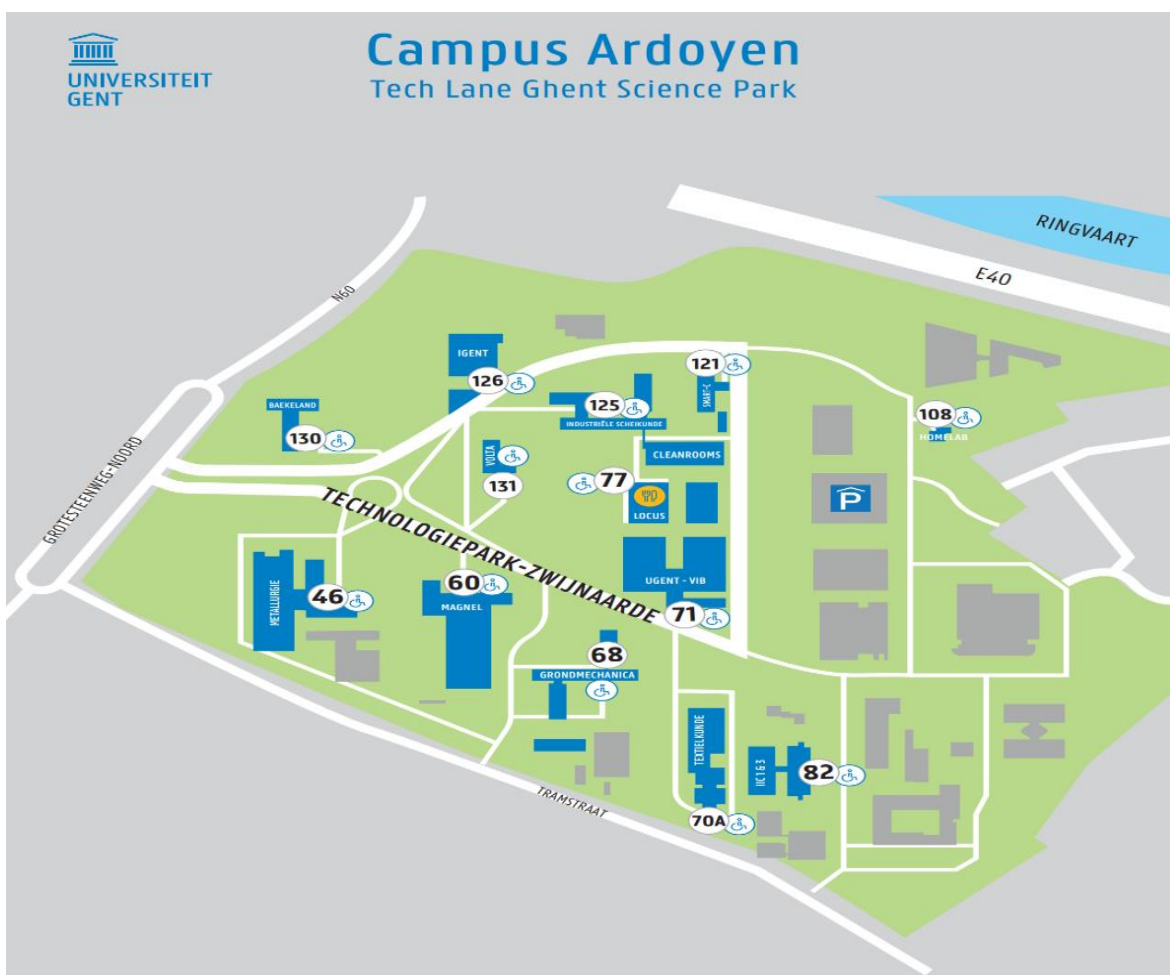 UNIVERSITEIT
GENT
Campus Ardoyen
Tech Lane Ghent Science Park
RINGVAART
E40
N60
IGENT
121
126
SMART-C
BAEKELAND
125
108
130
INDUSTRIËLE SCHEIKUNDE
HOMELAB
GROTESTEENWEG-NOORD
VOLTA
CLEANROOMS
131
77
P
LOCUS
TECHNOLOGIEPARK-ZWIJNAARDE
METALLURGIE
46
60
MAGNEL
UGENT - VIB
71
68
GRONDMECHANICA
TEXTIELKUNDE
IIC 1 & 3
82
TRAMSTRAAT
70A